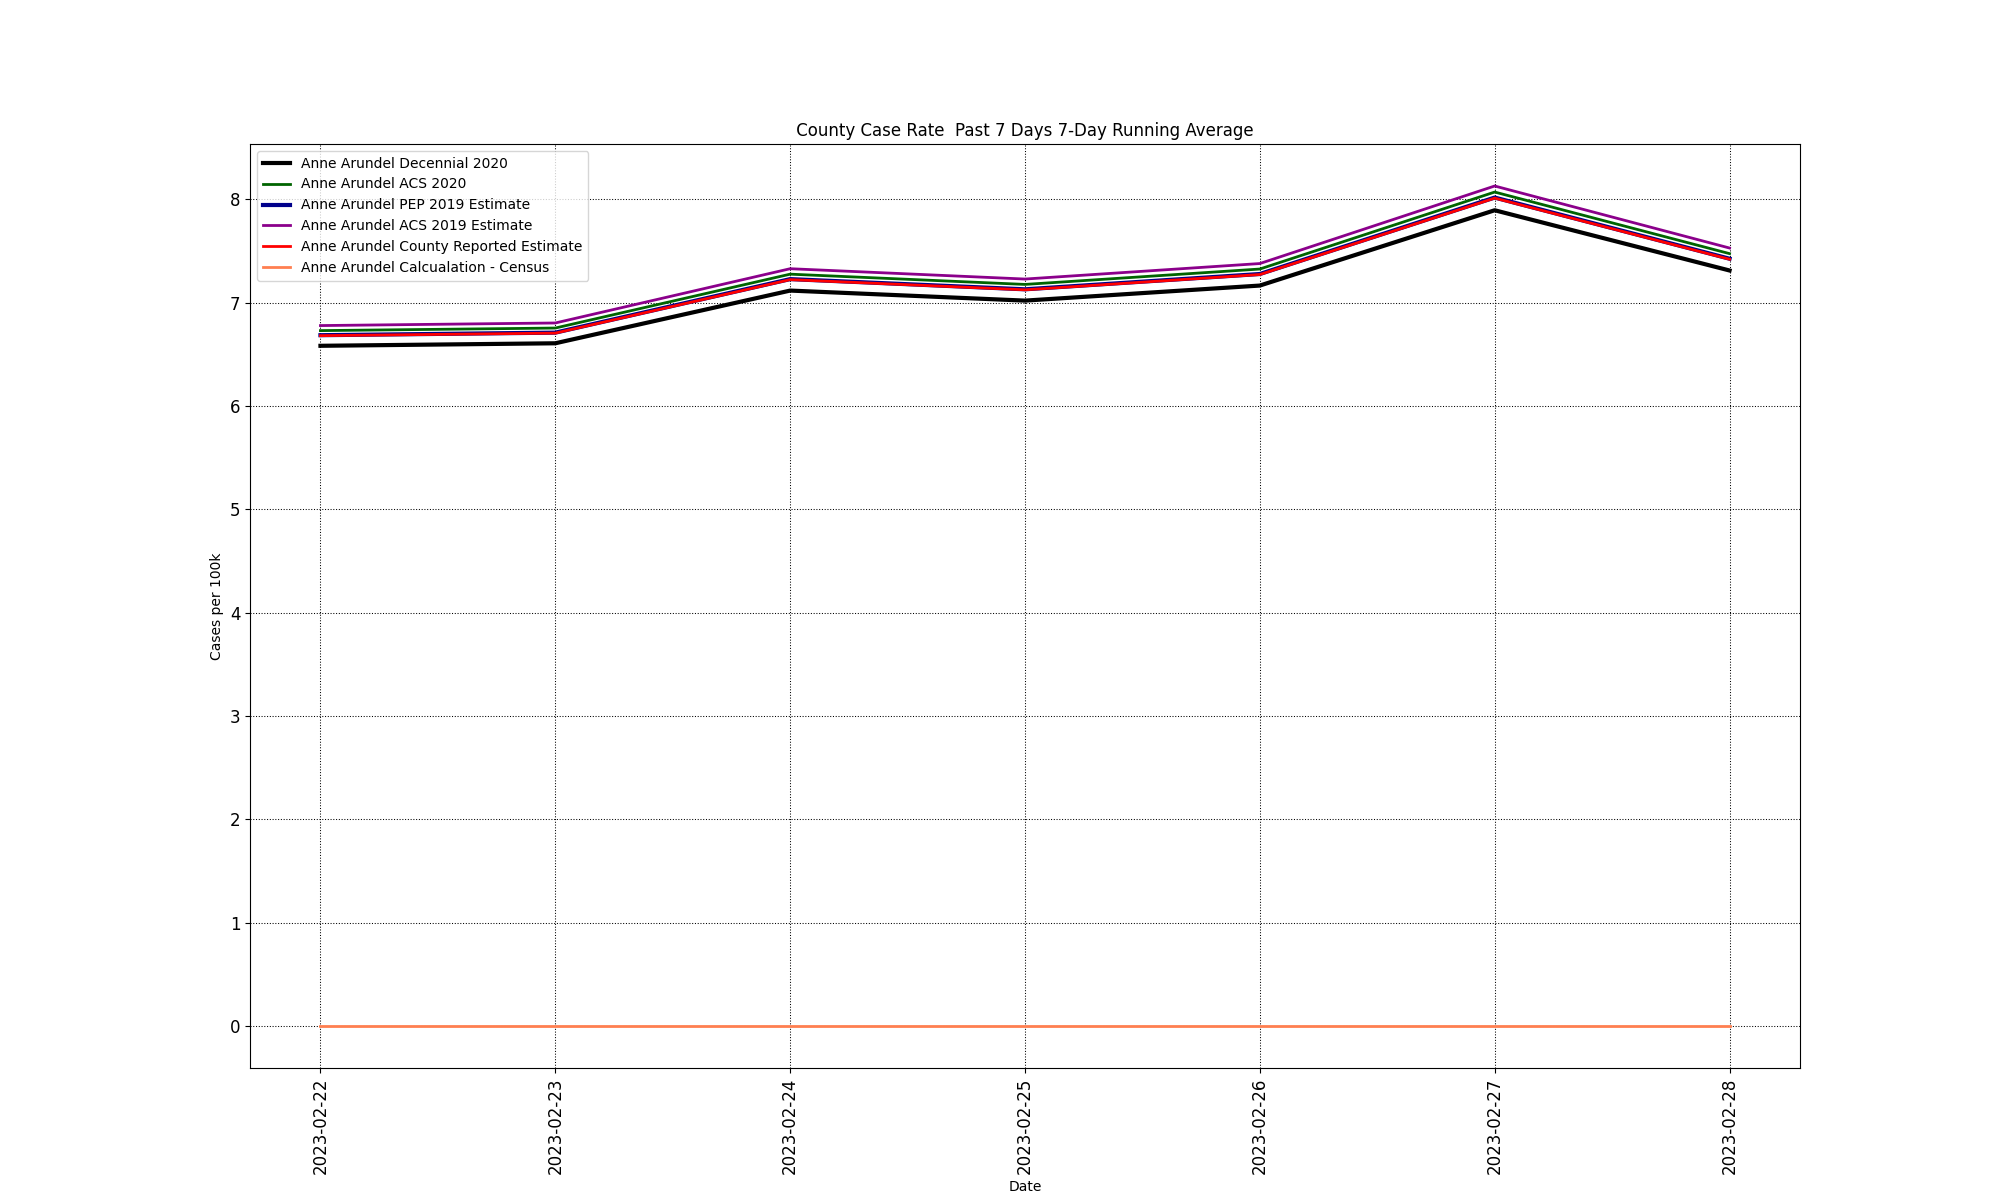 County Case Rate  Past 7 Days 7-Day Running Average
Anne Arundel Decennial 2020
Anne Arundel ACS 2020
Anne Arundel PEP 2019 Estimate
Anne Arundel ACS 2019 Estimate
Anne Arundel County Reported Estimate
Anne Arundel Calcualation - Census
8
7
6
5
4
3
2
1
0
Cases per 100k
2023-02-22
2023-02-23
2023-02-24
2023-02-25
2023-02-26
2023-02-27
2023-02-28
Date